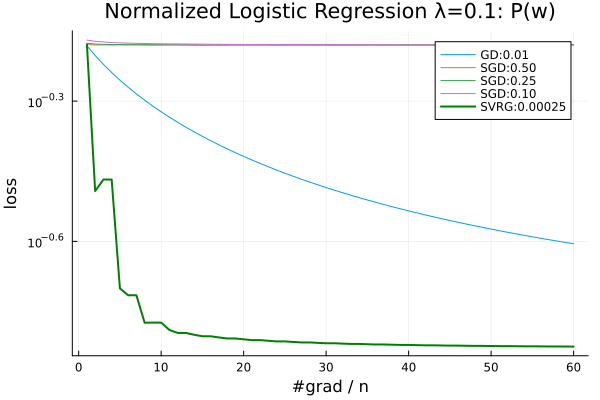 Normalized Logistic Regression λ=0.1: P(w)
GD:0.01
SGD:0.50
SGD:0.25
SGD:0.10
SVRG:0.00025
10^−0.3
10^−0.6
loss
0 10 20 30 40 50 60
#grad / n